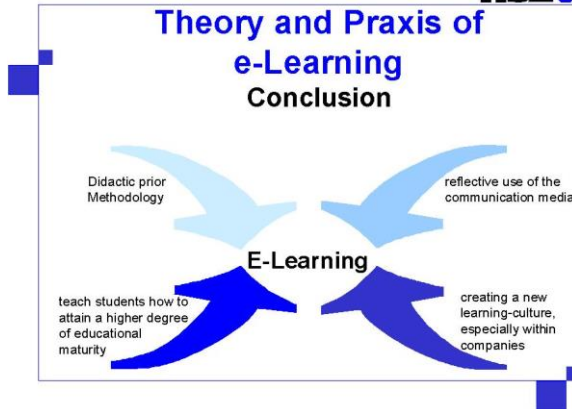 Theory and Praxis of
e-Learning
Conclusion
Didactic prior
Methodology
reflective use of the
communication media
E-Learning
teach students how to
attain a higher degree
of educational
maturity
creating a new
learning-culture,
especially within
companies